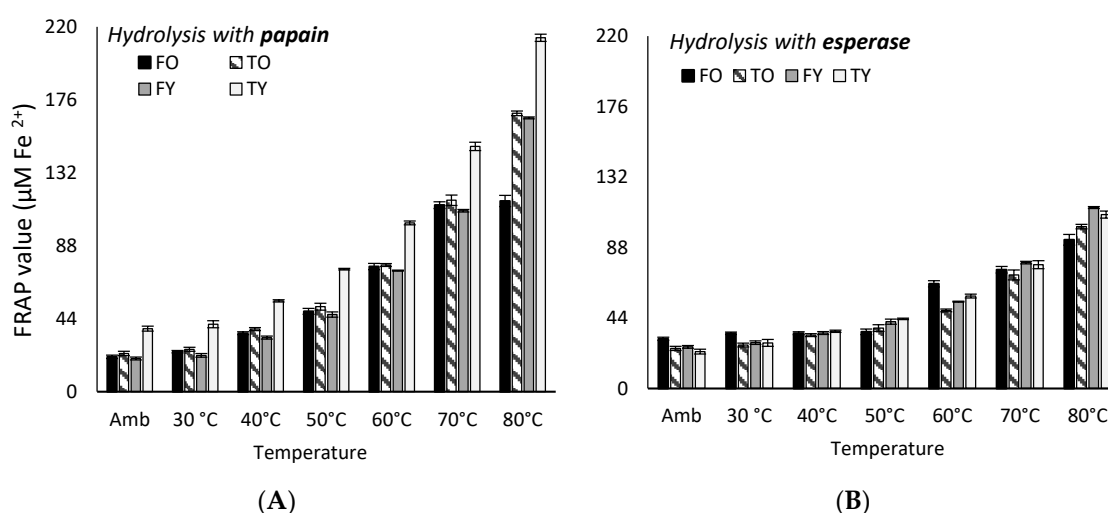 Hydrolysis with papain
FO TO
FY TY
FRAP value (µM Fe 2+)
220
176
132
88
44
0
Amb 30 °C 40°C 50°C 60°C 70°C 80°C
Temperature
(A)
Hydrolysis with esperase
FO TO FY TY
220
176
132
88
44
0
Amb 30 °C 40°C 50°C 60°C 70°C 80°C
Temperature
(B)